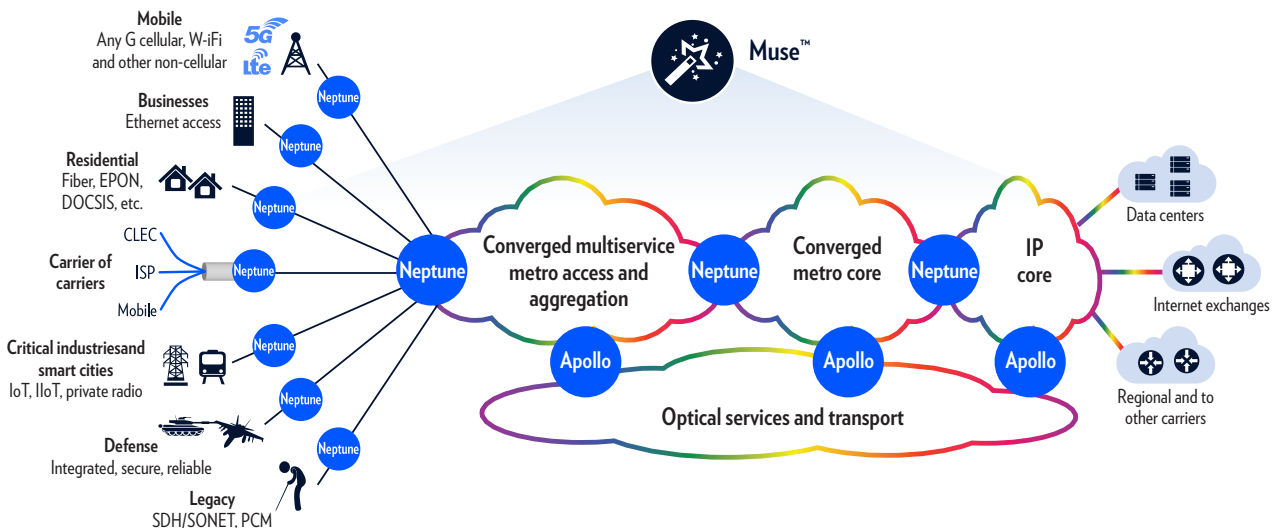 Mobile
Any G cellular, W-iFi
and other non-cellular
5G
Lte
Neptune
Businesses
Ethernet access
Neptune
Residential
Fiber, EPON,
DOCSIS, etc.
Neptune
CLEC
Carrier of
carriers
ISP
Mobile
Neptune
Critical industriesand
smart cities
IoT, IIoT, private radio
Neptune
Defense
Integrated, secure, reliable
Neptune
Legacy
SDH/SONET, PCM
Neptune
Muse™
Neptune
Converged multiservice
metro access and
aggregation
Neptune
Converged
metro core
Neptune
IP
core
Apollo
Apollo
Apollo
Optical services and transport
Data centers
Internet exchanges
Regional and to
other carriers